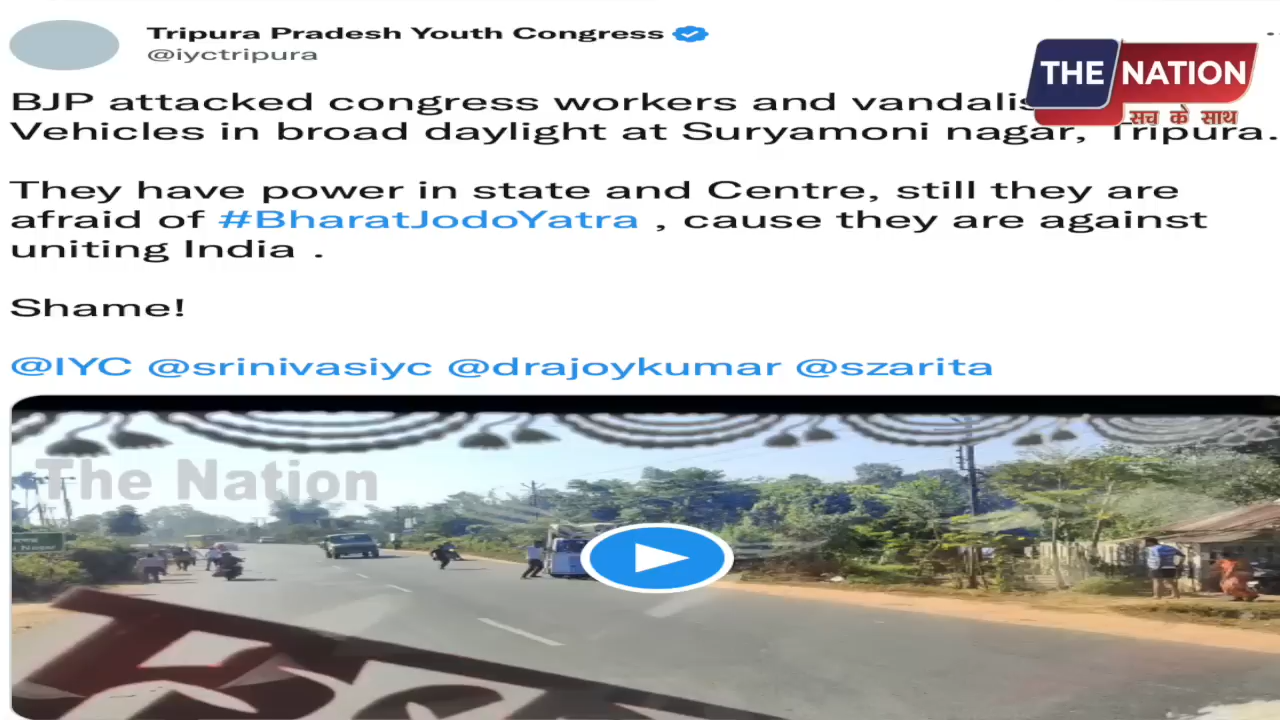 Tripura Pradesh Youth Congress
@iyctripura
THE NATION
सच के साथ
BJP attacked congress workers and vandalis
Vehicles in broad daylight at Suryamoni nagar, Tripura.
They have power in state and Centre, still they are
afraid of #BharatJodoYatra , cause they are against
uniting India .
Shame!
@IYC @srinivasiyc @drajoykumar @szarita
The Nation
Nagar